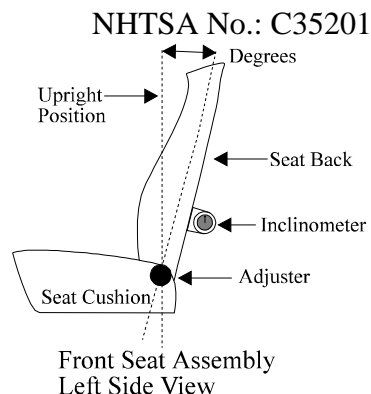 NHTSA No.: C35201
Degrees
Upright
Position
Seat Back
Inclinometer
Adjuster
Seat Cushion
Front Seat Assembly
Left Side View